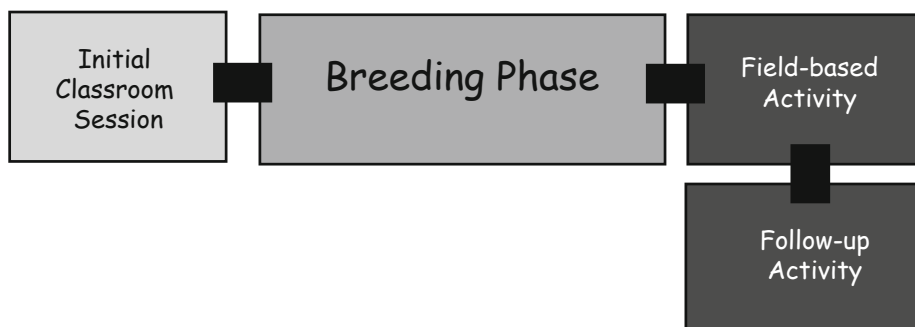 Initial
Classroom
Session
Breeding Phase
Field-based
Activity
Follow-up
Activity